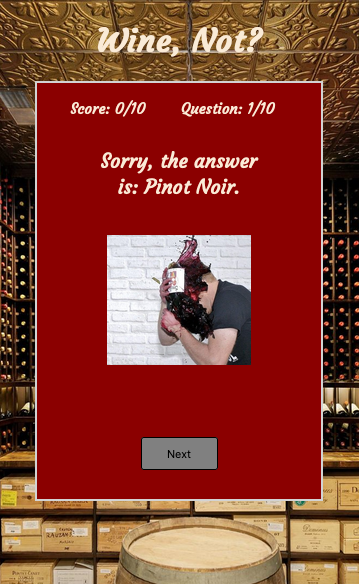 Wine, Not?
Score: 0/10 Question: 1/10
Sorry, the answer
is: Pinot Noir.
Next